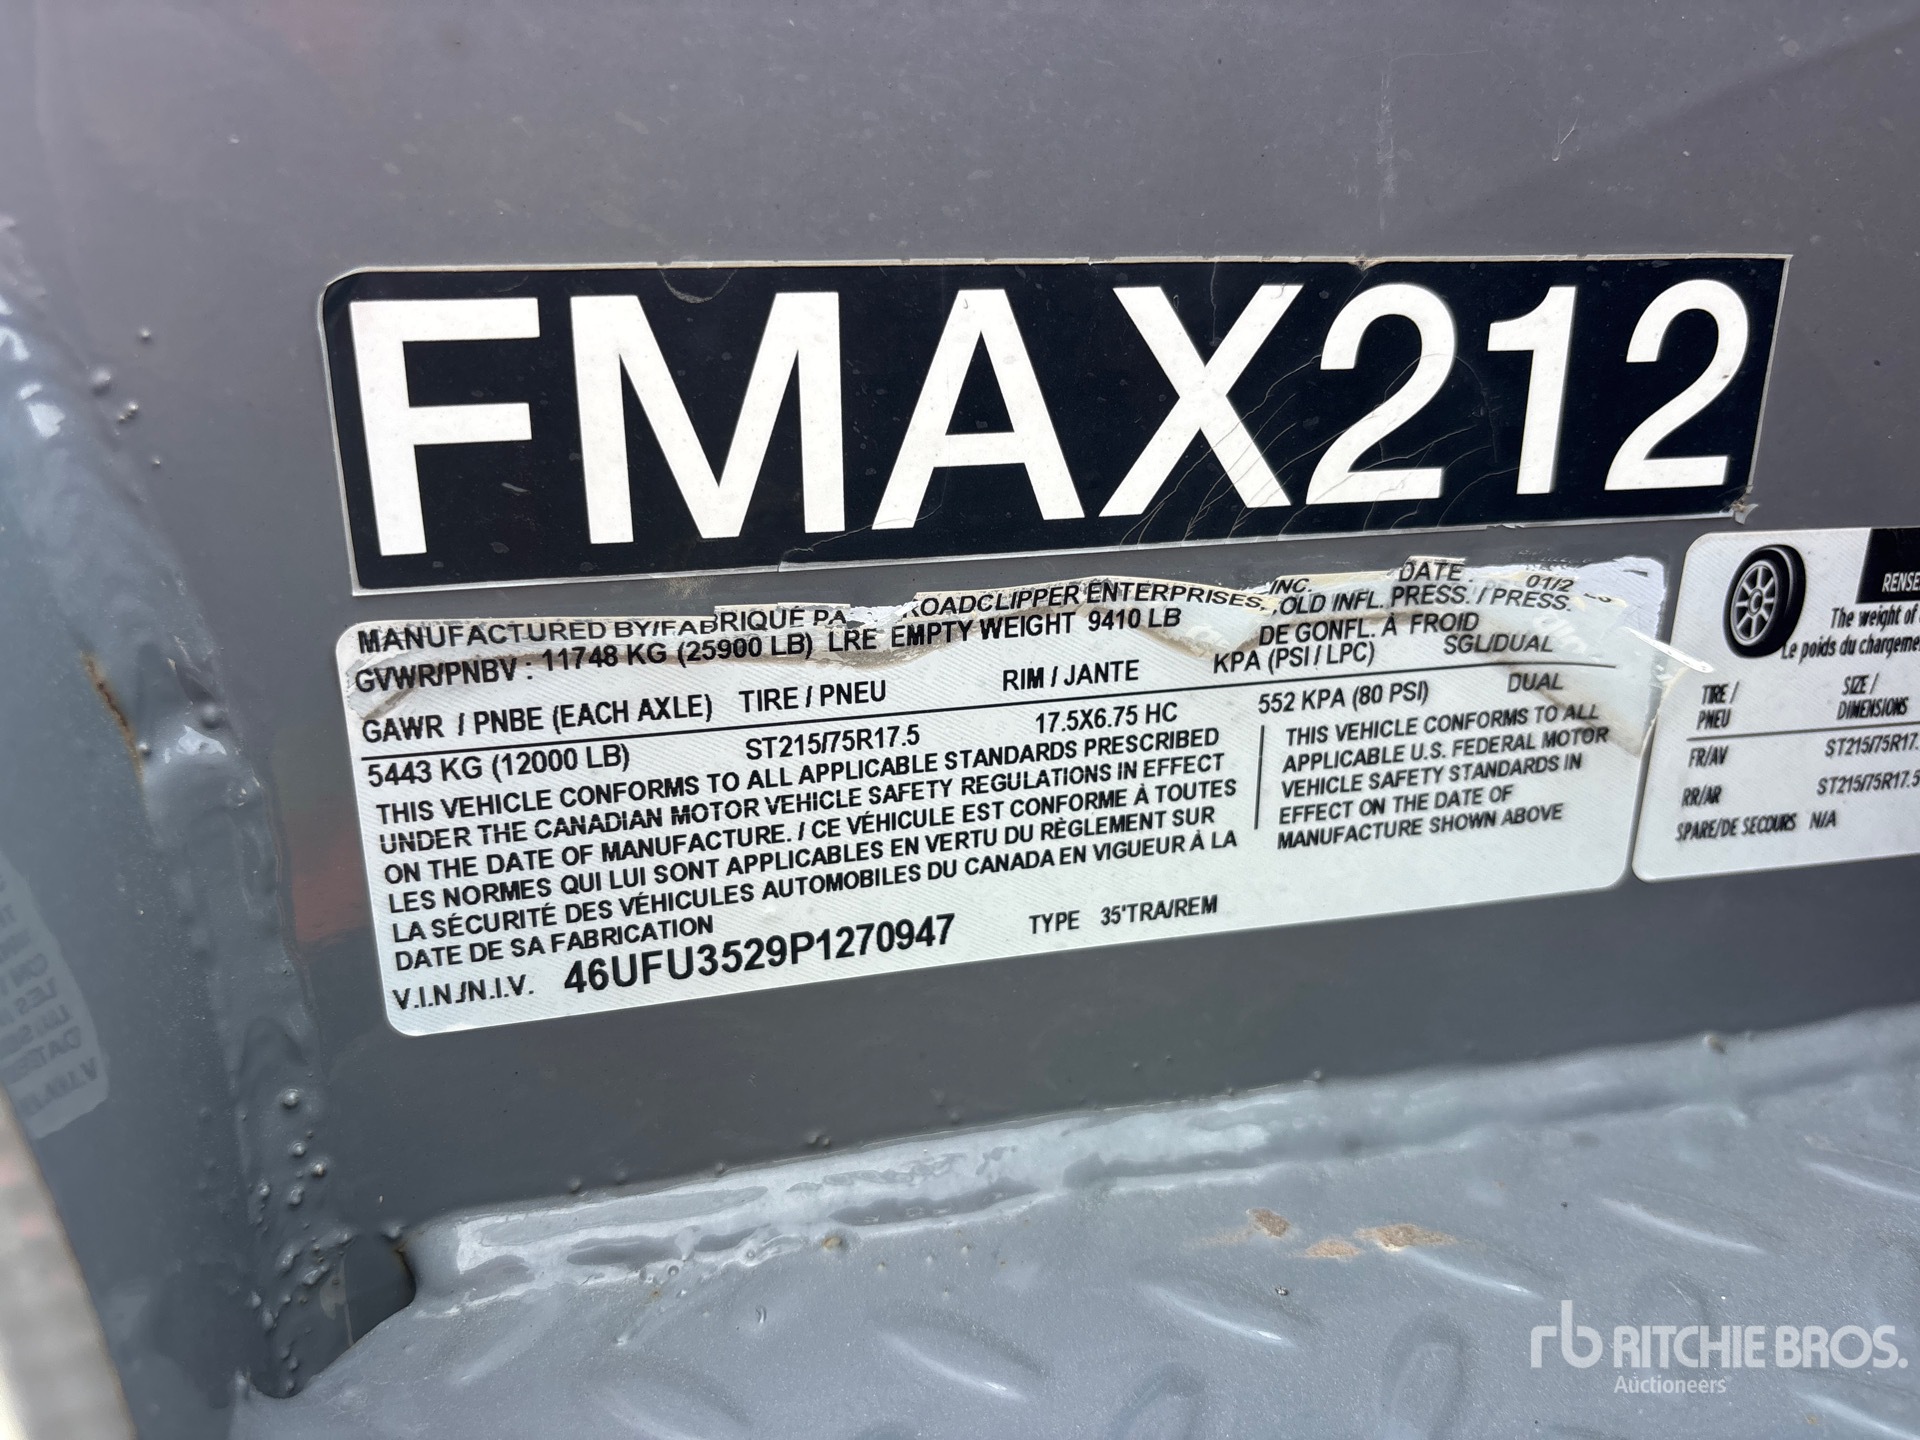 FMAX212
MANUFACTURED BY/FABRIQUÉ PA ROADCLIPPER ENTERPRISES. INC. DATE 01/2
GVWR/PNBV : 11748 KG (25900 LB) LRE EMPTY WEIGHT 9410 LB
OLD INFL. PRESS. / PRESS.
DE GONFL. À FROID
GAWR / PNBE (EACH AXLE) TIRE / PNEU RIM / JANTE KPA (PSI / LPC) SGL/DUAL
5443 KG (12000 LB) ST215/75R17.5 17.5X6.75 HC 552 KPA (80 PSI) DUAL
THIS VEHICLE CONFORMS TO ALL APPLICABLE STANDARDS PRESCRIBED
UNDER THE CANADIAN MOTOR VEHICLE SAFETY REGULATIONS IN EFFECT
ON THE DATE OF MANUFACTURE. / CE VÉHICULE EST CONFORME À TOUTES
LES NORMES QUI LUI SONT APPLICABLES EN VERTU DU RÈGLEMENT SUR
LA SÉCURITÉ DES VÉHICULES AUTOMOBILES DU CANADA EN VIGUEUR À LA
DATE DE SA FABRICATION
THIS VEHICLE CONFORMS TO ALL
APPLICABLE U.S. FEDERAL MOTOR
VEHICLE SAFETY STANDARDS IN
EFFECT ON THE DATE OF
MANUFACTURE SHOWN ABOVE
V.I.N./N.I.V. 46UFU3529P1270947 TYPE 35'TRA/REM
RENSE
The weight of
Le poids du chargeme
TIRE / SIZE /
PNEU DIMENSIONS
FR/AV ST215/75R17.
RR/AR ST215/75R17.5
SPARE/DE SECOURS N/A
rb RITCHIE BROS.
Auctioneers